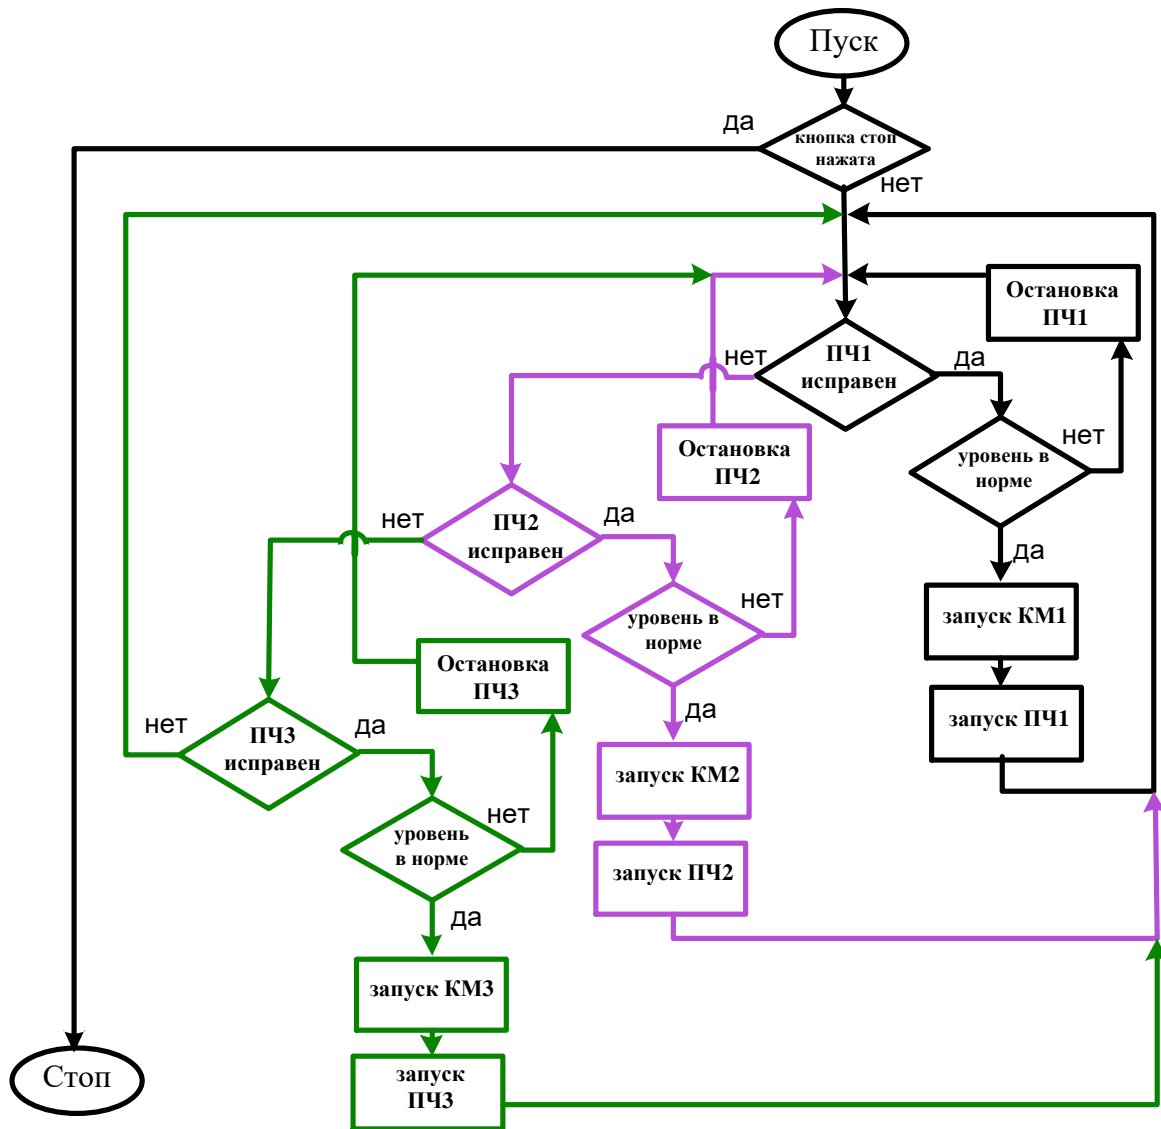 Пуск
да
кнопка стоп
нажата
нет
Остановка
ПЧ1
ПЧ1
исправен
нет
да
уровень в
норме
нет
да
Остановка
ПЧ2
ПЧ2
исправен
нет
да
уровень в
норме
нет
да
запуск КМ1
запуск ПЧ1
Остановка
ПЧ3
ПЧ3
исправен
нет
да
запуск КМ2
запуск ПЧ2
уровень
в норме
нет
да
запуск КМ3
запуск
ПЧ3
Стоп